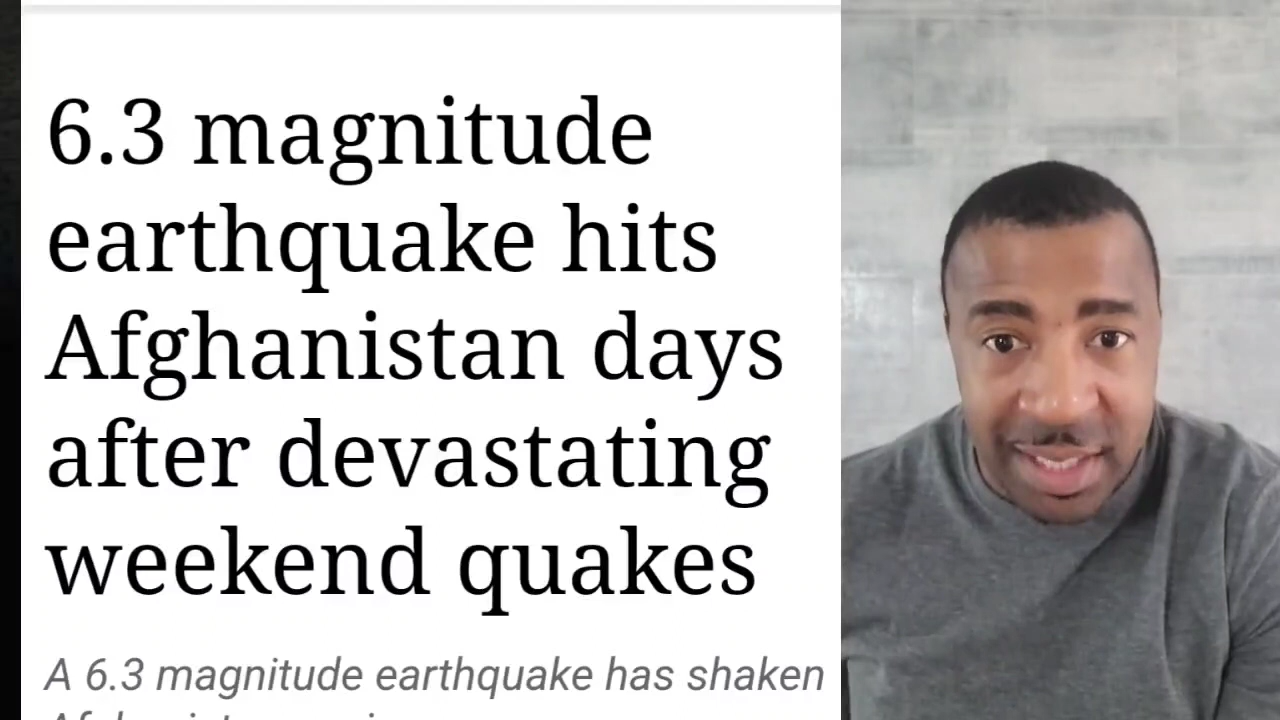 6.3 magnitude
earthquake hits
Afghanistan days
after devastating
weekend quakes
A 6.3 magnitude earthquake has shaken